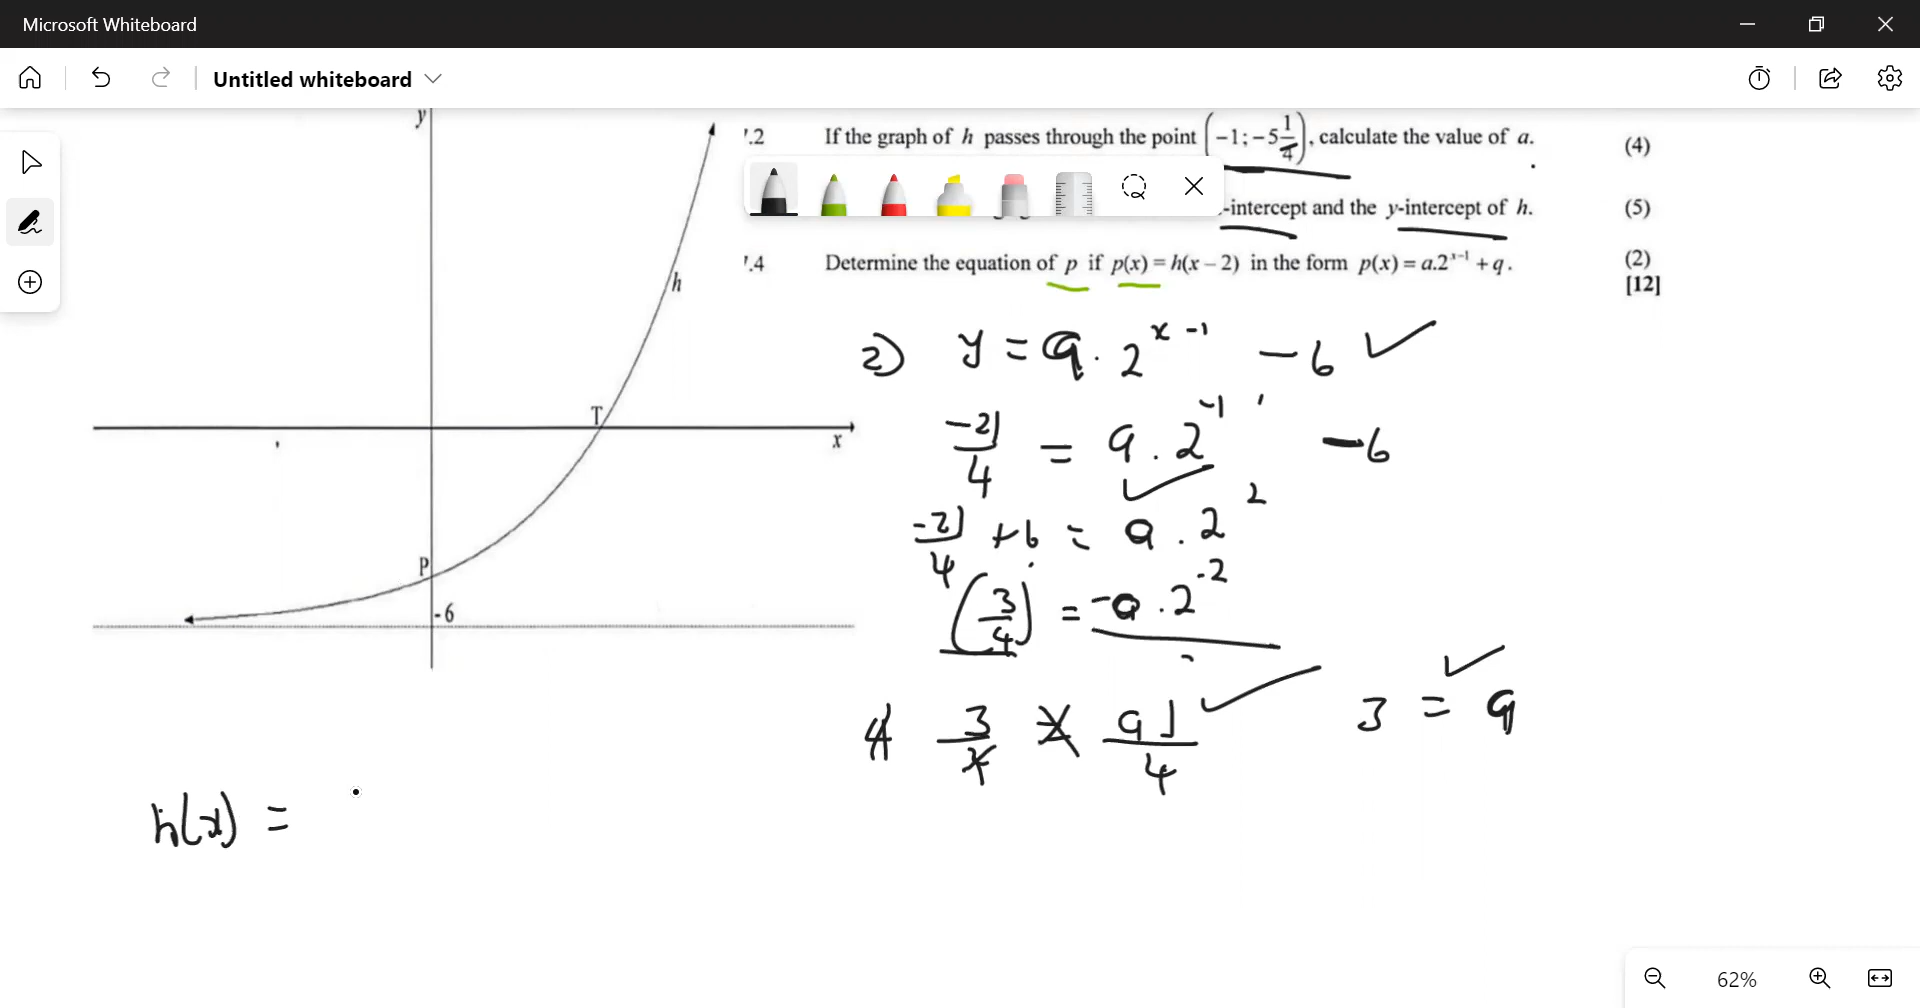 Microsoft Whiteboard
Untitled whiteboard
y
h
T
x
P
-6
.2 If the graph of h passes through the point (-1; -5 1/4), calculate the value of a. (4)
-intercept and the y-intercept of h. (5)
.4 Determine the equation of p if p(x) = h(x – 2) in the form p(x) = a.2^(x–1) + q. (2)
[12]
2) y = a. 2^(x -1) - 6 ✓
-21/4 = a . 2^(-1 ') - 6
✓
-21/4 + 6 = a . 2^2
(3/4) = -a . 2^(-2)
4 3/4 × a1/4 ✓ 3 = a ✓
h(x) =
62%